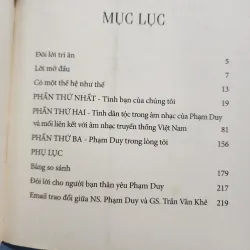 MỤC LỤC
Đôi lời tri ân 5
Lời mở đầu 7
Có một thế hệ như thế 13
PHẦN THỨ NHẤT - Tình bạn của chúng tôi 19
PHẦN THỨ HAI - Tính dân tộc trong âm nhạc của Phạm Duy
và mối liên kết với âm nhạc truyền thống Việt Nam 81
PHẦN THỨ BA - Phạm Duy trong lòng tôi 156
PHỤ LỤC
Bảng so sánh 179
Đôi lời cho người bạn thân yêu Phạm Duy 217
Email trao đổi giữa NS. Phạm Duy và GS. Trần Văn Khê 219